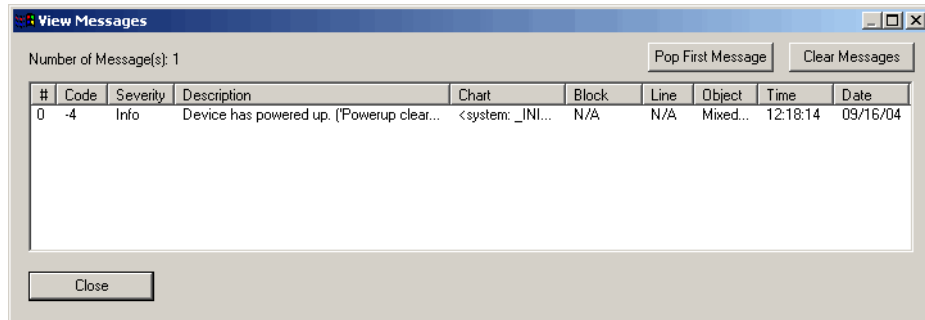 View Messages
Number of Message(s): 1
Pop First Message
Clear Messages
# Code Severity Description Chart Block Line Object Time Date
0 -4 Info Device has powered up. ('Powerup clear... <system: _INI... N/A N/A Mixed... 12:18:14 09/16/04
Close